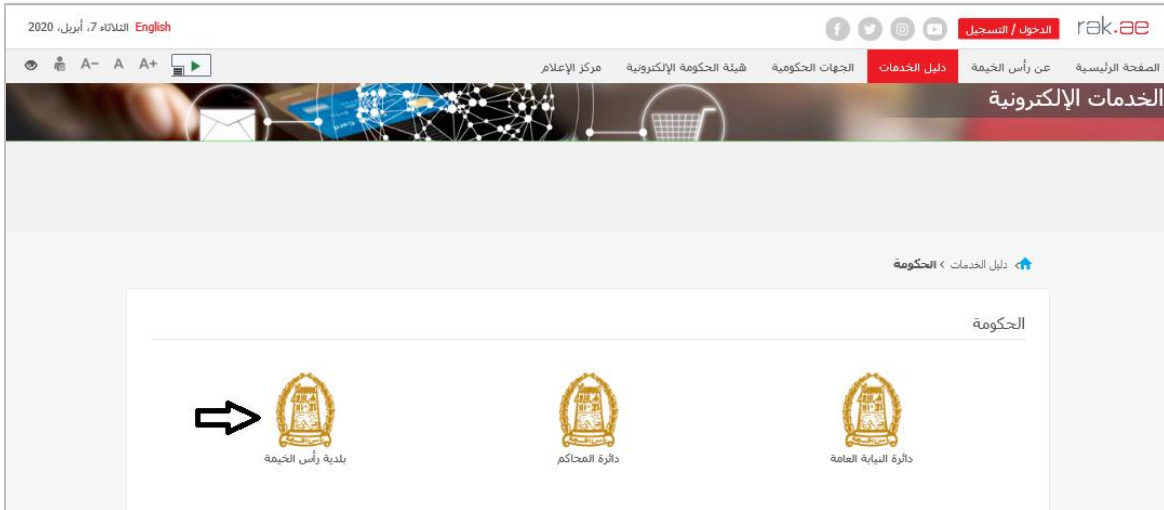 rak.ae
الدخول / التسجيل
English الثلاثاء 7، أبريل، 2020
الصفحة الرئيسية عن رأس الخيمة دليل الخدمات الجهات الحكومية هيئة الحكومة الإلكترونية مركز الإعلام
A+ A A-
الخدمات الإلكترونية
دليل الخدمات › الحكومة
الحكومة
دائرة النيابة العامة
دائرة المحاكم
بلدية رأس الخيمة